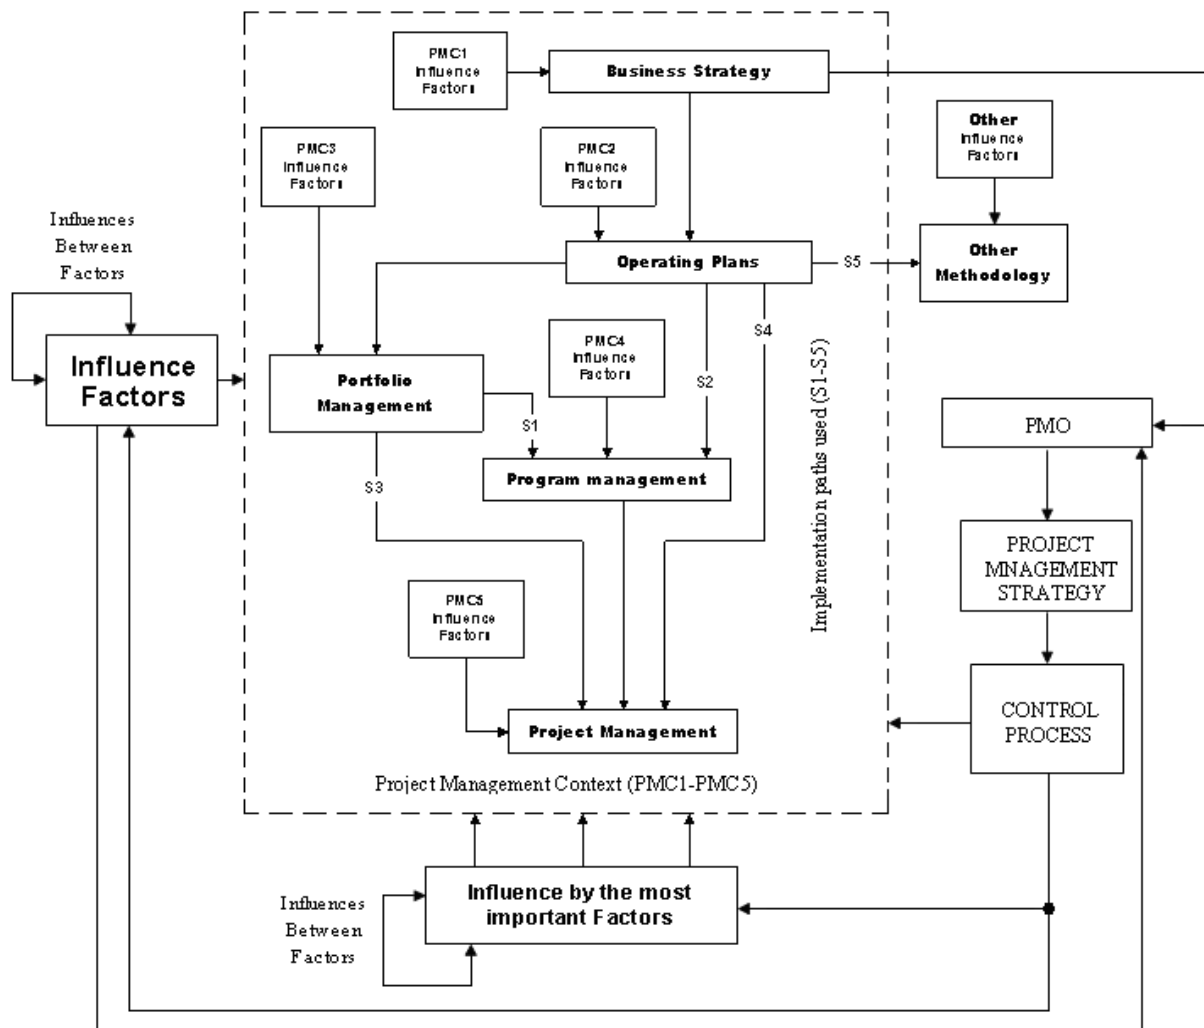 PMC1
Influence
Factors
Business Strategy
Other
Influence
Factors
PMC3
Influence
Factors
PMC2
Influence
Factors
Influences
Between
Factors
Operating Plans
S5
Other
Methodology
S4
PMC4
Influence
Factors
Influence
Factors
Portfolio
Management
S2
S1
Implementation paths used (S1-S5)
PMO
Program management
S3
PROJECT
MNAGEMENT
STRATEGY
PMC5
Influence
Factors
CONTROL
PROCESS
Project Management
Project Management Context (PMC1-PMC5)
Influence by the most
important Factors
Influences
Between
Factors